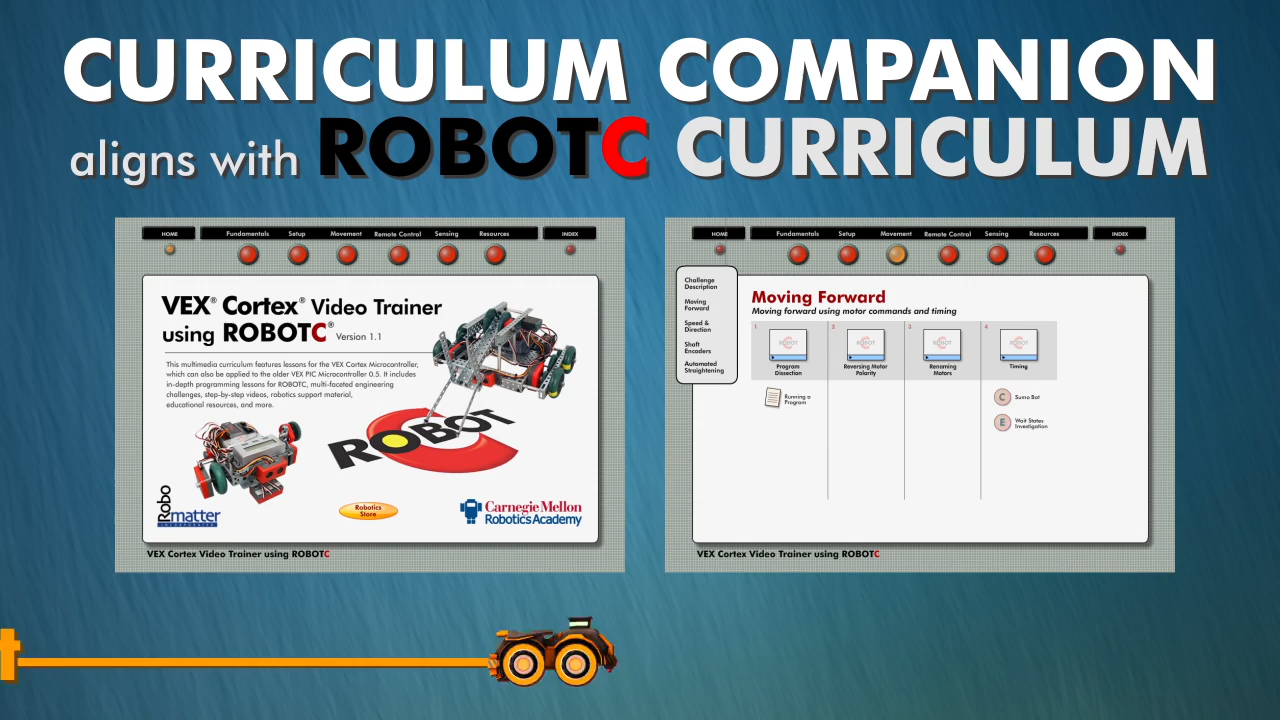 CURRICULUM COMPANION
aligns with ROBOTC CURRICULUM
HOME
Fundamentals
Setup
Movement
Remote Control
Sensing
Resources
INDEX
VEX® Cortex® Video Trainer
using ROBOTC® Version 1.1
This multimedia curriculum features lessons for the VEX Cortex Microcontroller,
which can also be applied to the older VEX PIC Microcontroller 0.5. It includes
in-depth programming lessons for ROBOTC, multi-faceted engineering
challenges, step-by-step videos, robotics support material,
educational resources, and more.
ROBOT
Robo
matter
INCORPORATED
Robotics
Store
Carnegie Mellon
Robotics Academy
VEX Cortex Video Trainer using ROBOTC
HOME
Fundamentals
Setup
Movement
Remote Control
Sensing
Resources
INDEX
Challenge
Description
Moving
Forward
Speed &
Direction
Shaft
Encoders
Automated
Straightening
Moving Forward
Moving forward using motor commands and timing
1
ROBOT
Program
Dissection
2
ROBOT
Reversing Motor
Polarity
3
ROBOT
Renaming
Motors
4
ROBOT
Timing
Running a
Program
C
Sumo Bot
E
Wait States
Investigation
VEX Cortex Video Trainer using ROBOTC
t